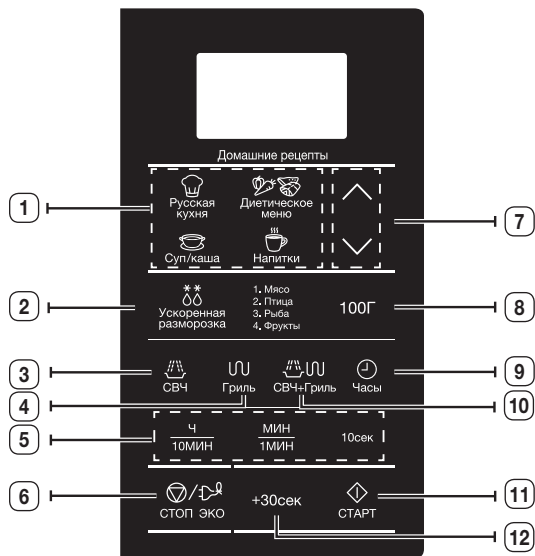 Домашние рецепты
Русская
кухня
Диетическое
меню
Суп/каша
Напитки
Ускоренная
разморозка
1. Мясо
2. Птица
3. Рыба
4. Фрукты
100Г
СВЧ
Гриль
СВЧ+Гриль
Часы
Ч
10МИН
МИН
1МИН
10сек
СТОП ЭКО
+30сек
СТАРТ
1
2
3
4
5
6
7
8
9
10
11
12